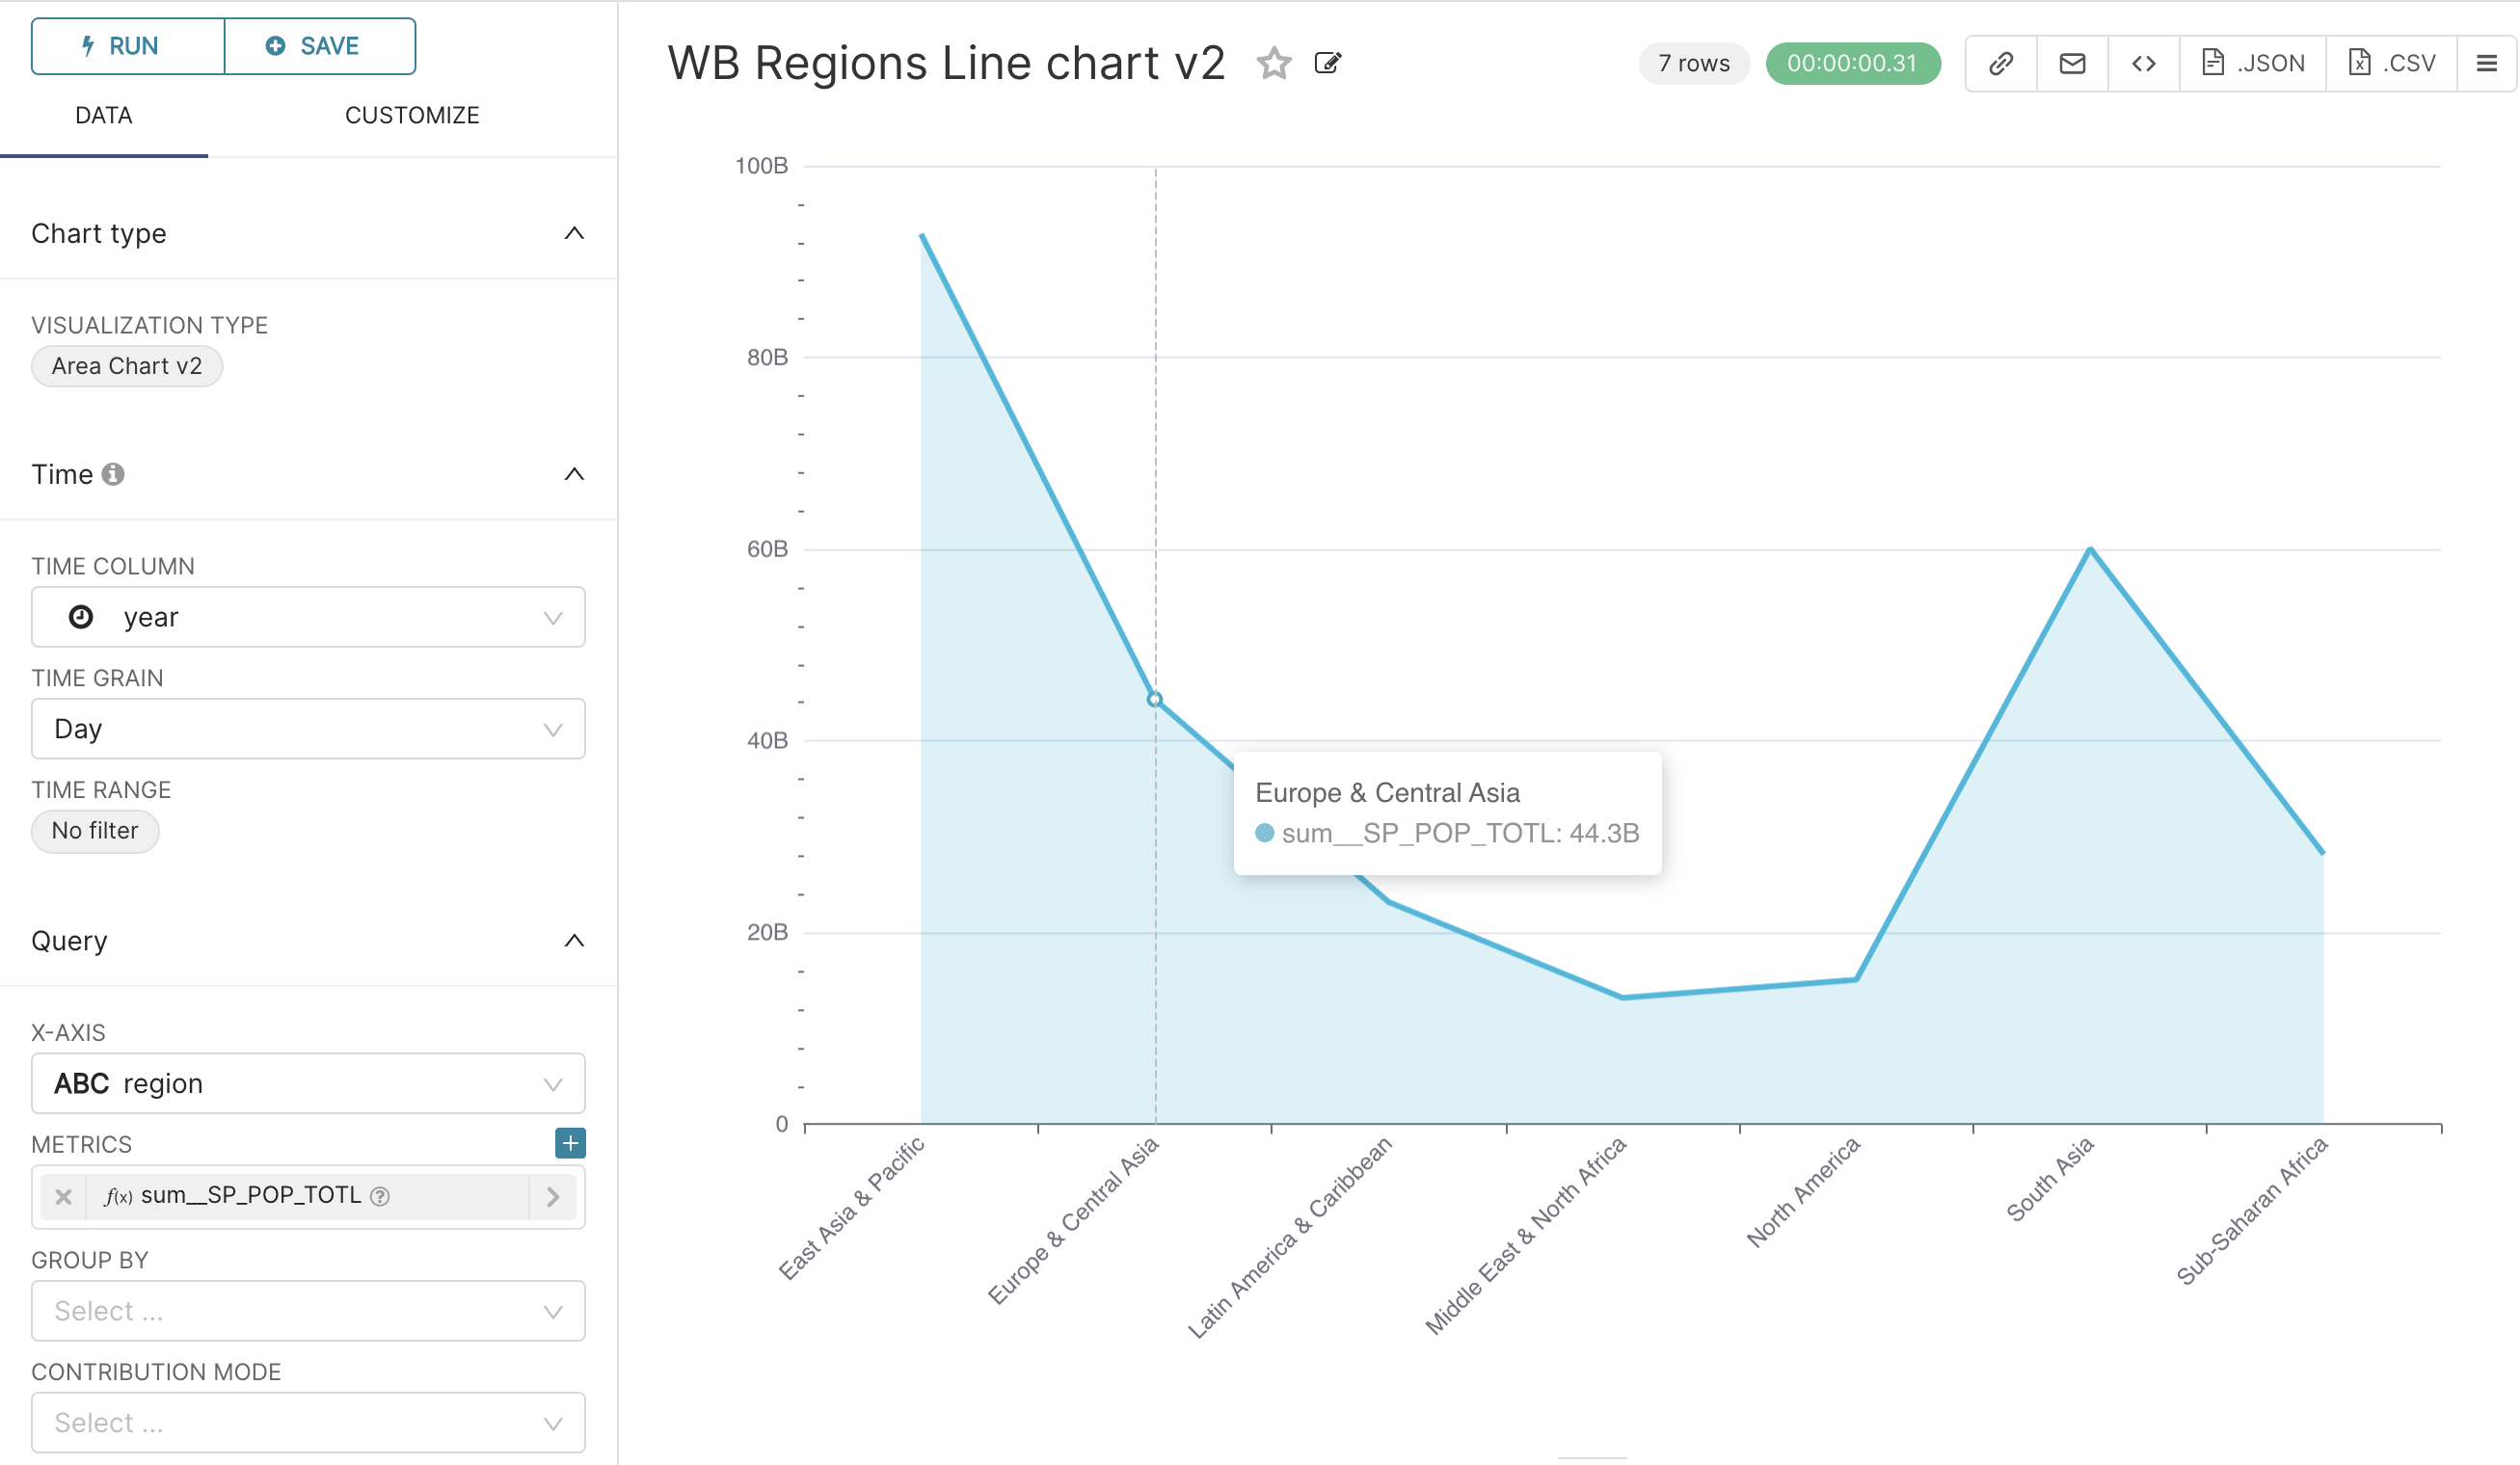 RUN
SAVE
DATA
CUSTOMIZE
Chart type
VISUALIZATION TYPE
Area Chart v2
Time
TIME COLUMN
year
TIME GRAIN
Day
TIME RANGE
No filter
Query
X-AXIS
ABC region
METRICS
f(x) sum__SP_POP_TOTL
GROUP BY
Select ...
CONTRIBUTION MODE
Select ...
WB Regions Line chart v2
7 rows
00:00:00.31
.JSON
.CSV
100B
80B
60B
40B
20B
0
Europe & Central Asia
sum__SP_POP_TOTL: 44.3B
East Asia & Pacific
Europe & Central Asia
Latin America & Caribbean
Middle East & North Africa
North America
South Asia
Sub-Saharan Africa